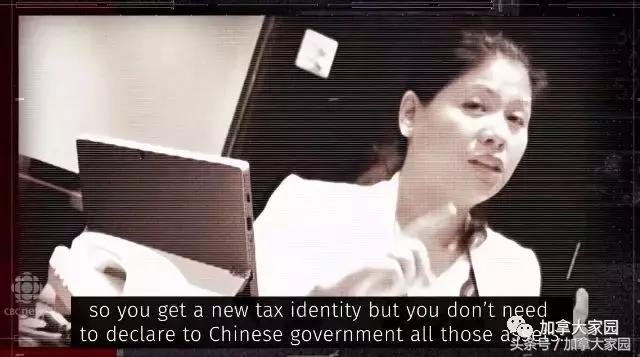 so you get a new tax identity but you don't need
to declare to Chinese government all those
加拿大家园
头条号 / 加拿大家园